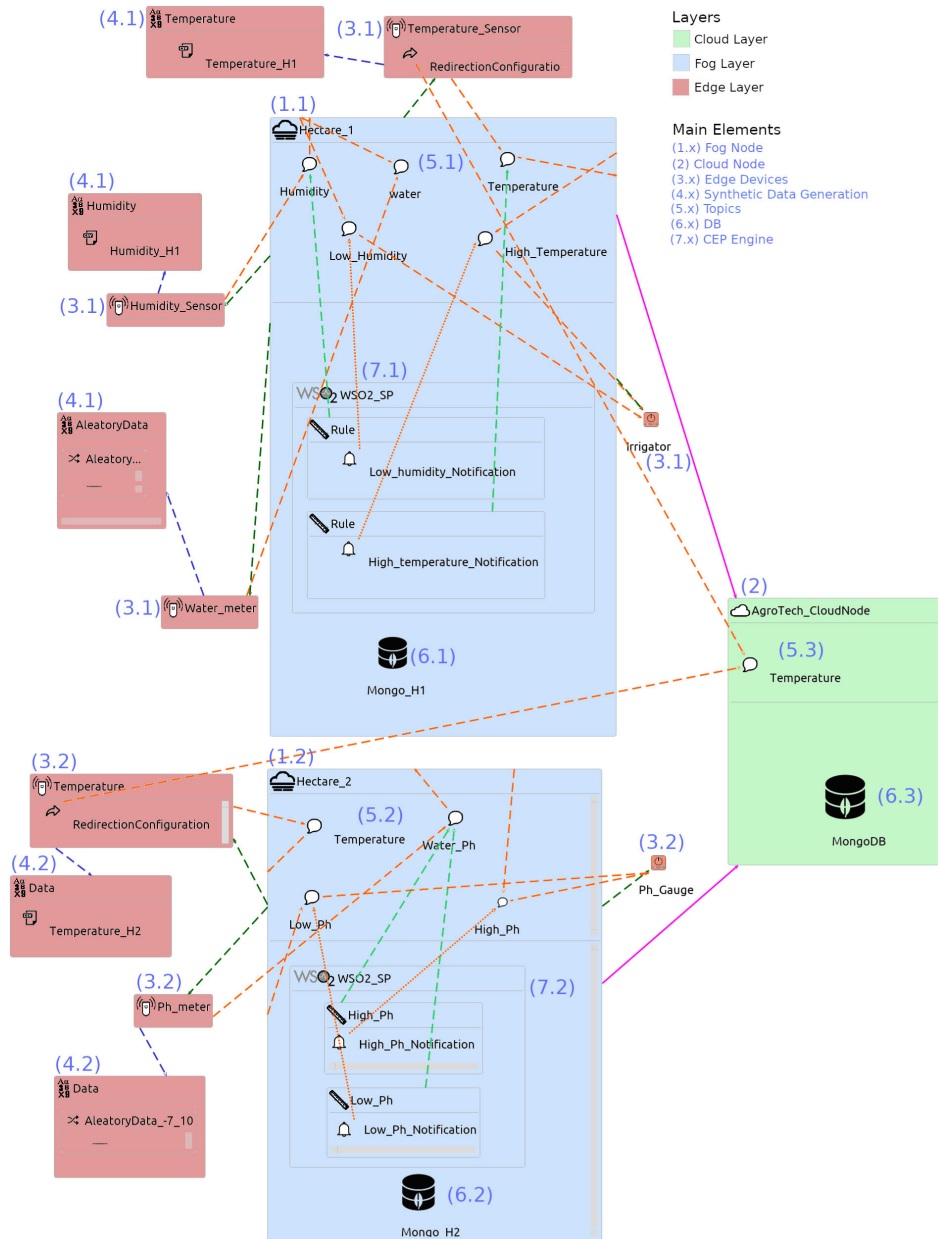 (4.1)
Temperature
Temperature_H1
(3.1)
Temperature_Sensor
RedirectionConfiguratio
Layers
Cloud Layer
Fog Layer
Edge Layer
Main Elements
(1.x) Fog Node
(2) Cloud Node
(3.x) Edge Devices
(4.x) Synthetic Data Generation
(5.x) Topics
(6.x) DB
(7.x) CEP Engine
(1.1)
Hectare_1
Humidity
water
(5.1)
Temperature
Low_Humidity
High_Temperature
(4.1)
Humidity
Humidity_H1
(3.1)
Humidity_Sensor
(7.1)
WSO2_SP
Rule
Low_humidity_Notification
Rule
High_temperature_Notification
Irrigator
(3.1)
(4.1)
AleatoryData
Aleatory...
(3.1)
Water_meter
(6.1)
Mongo_H1
(2)
AgroTech_CloudNode
(5.3)
Temperature
(6.3)
MongoDB
(3.2)
Temperature
RedirectionConfiguration
(4.2)
Data
Temperature_H2
(1.2)
Hectare_2
(5.2)
Temperature
Water_Ph
Low_Ph
High_Ph
(3.2)
Ph_Gauge
(3.2)
Ph_meter
(4.2)
Data
AleatoryData_-7_10
WSO2_SP
(7.2)
High_Ph
High_Ph_Notification
Low_Ph
Low_Ph_Notification
(6.2)
Mongo_H2